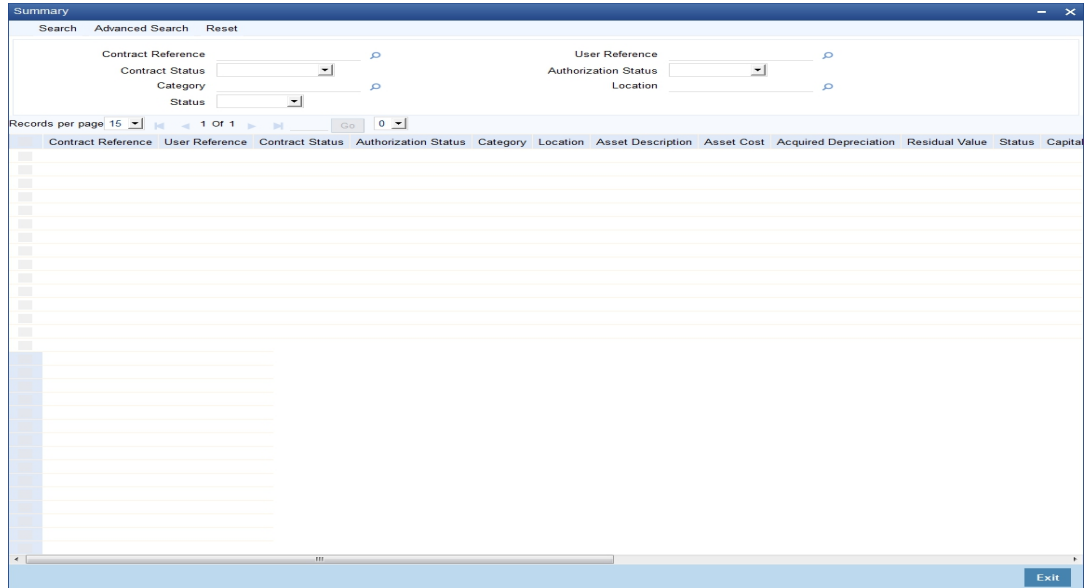 Summary
Search Advanced Search Reset
Contract Reference User Reference
Contract Status Authorization Status
Category Location
Status
Records per page 15 1 Of 1 Go 0
Contract Reference User Reference Contract Status Authorization Status Category Location Asset Description Asset Cost Acquired Depreciation Residual Value Status Capital
Exit